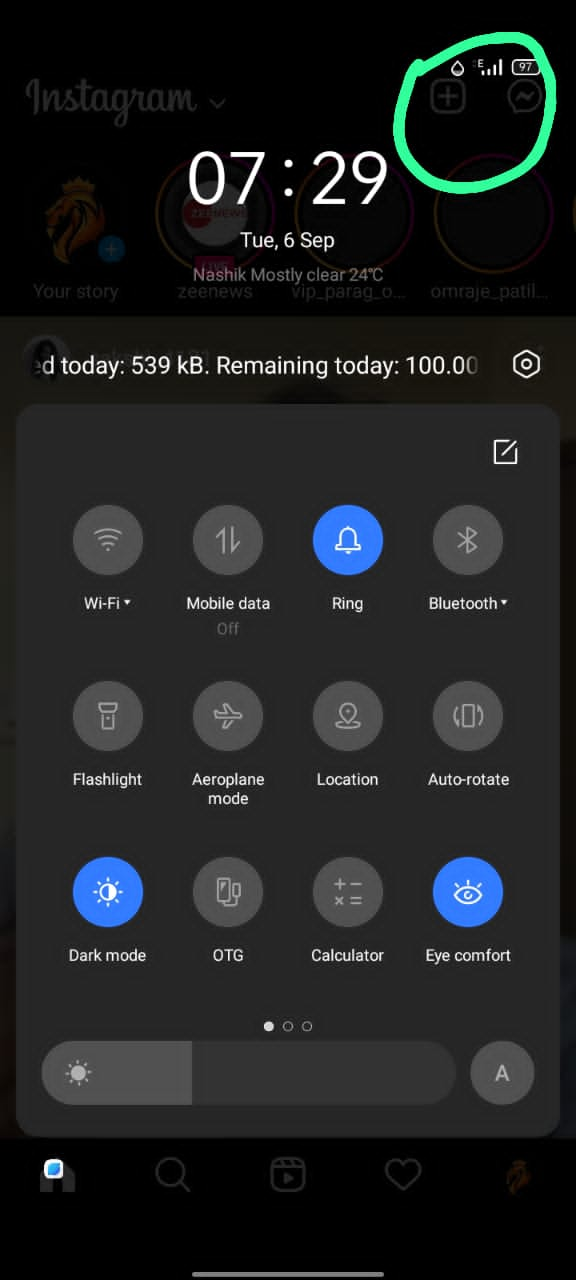 E 97
Instagram
07:29
Tue, 6 Sep
ZEENEWS
LIVE
Nashik Mostly clear 24°C
Your story zeenews vip_parag_o... omraje_patil...
ed today: 539 kB. Remaining today: 100.00
Wi-Fi Mobile data Ring Bluetooth
Off
Flashlight Aeroplane mode Location Auto-rotate
Dark mode OTG Calculator Eye comfort
A